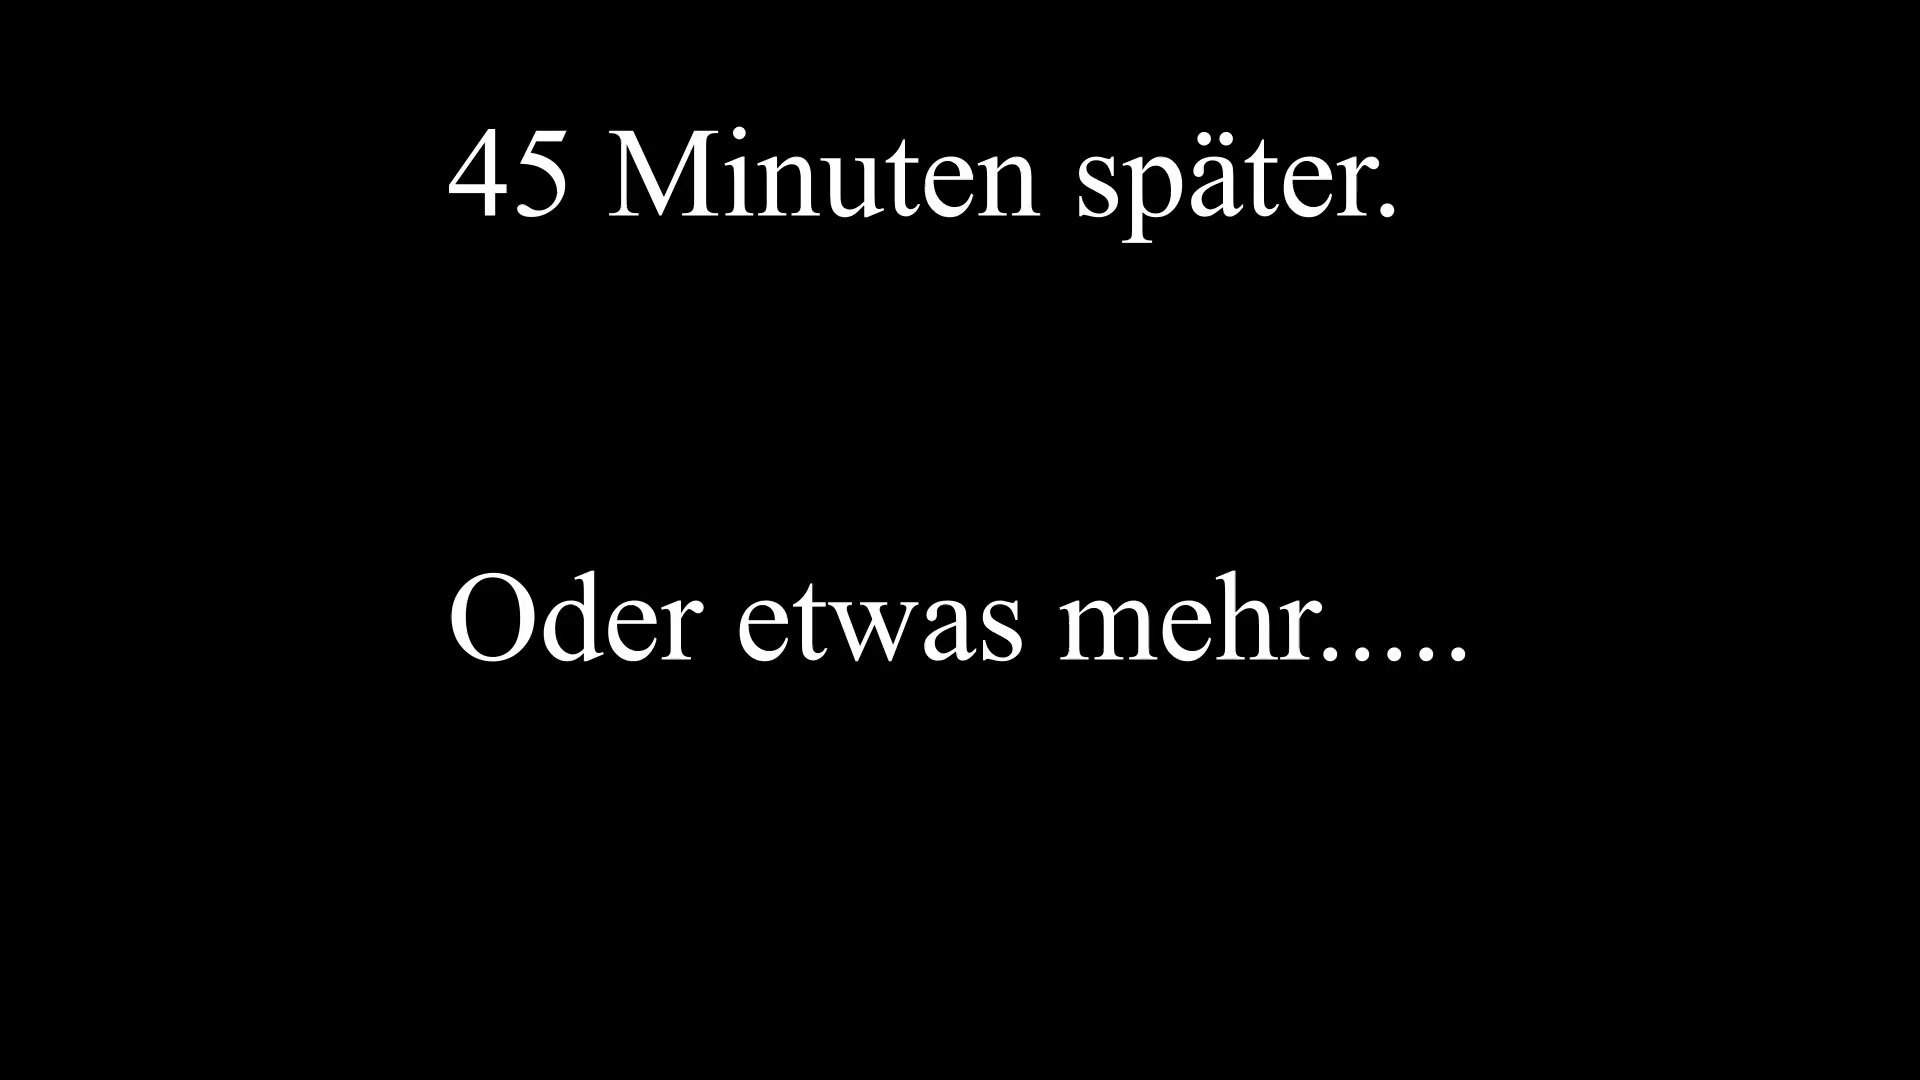 45 Minuten später.
Oder etwas mehr.....